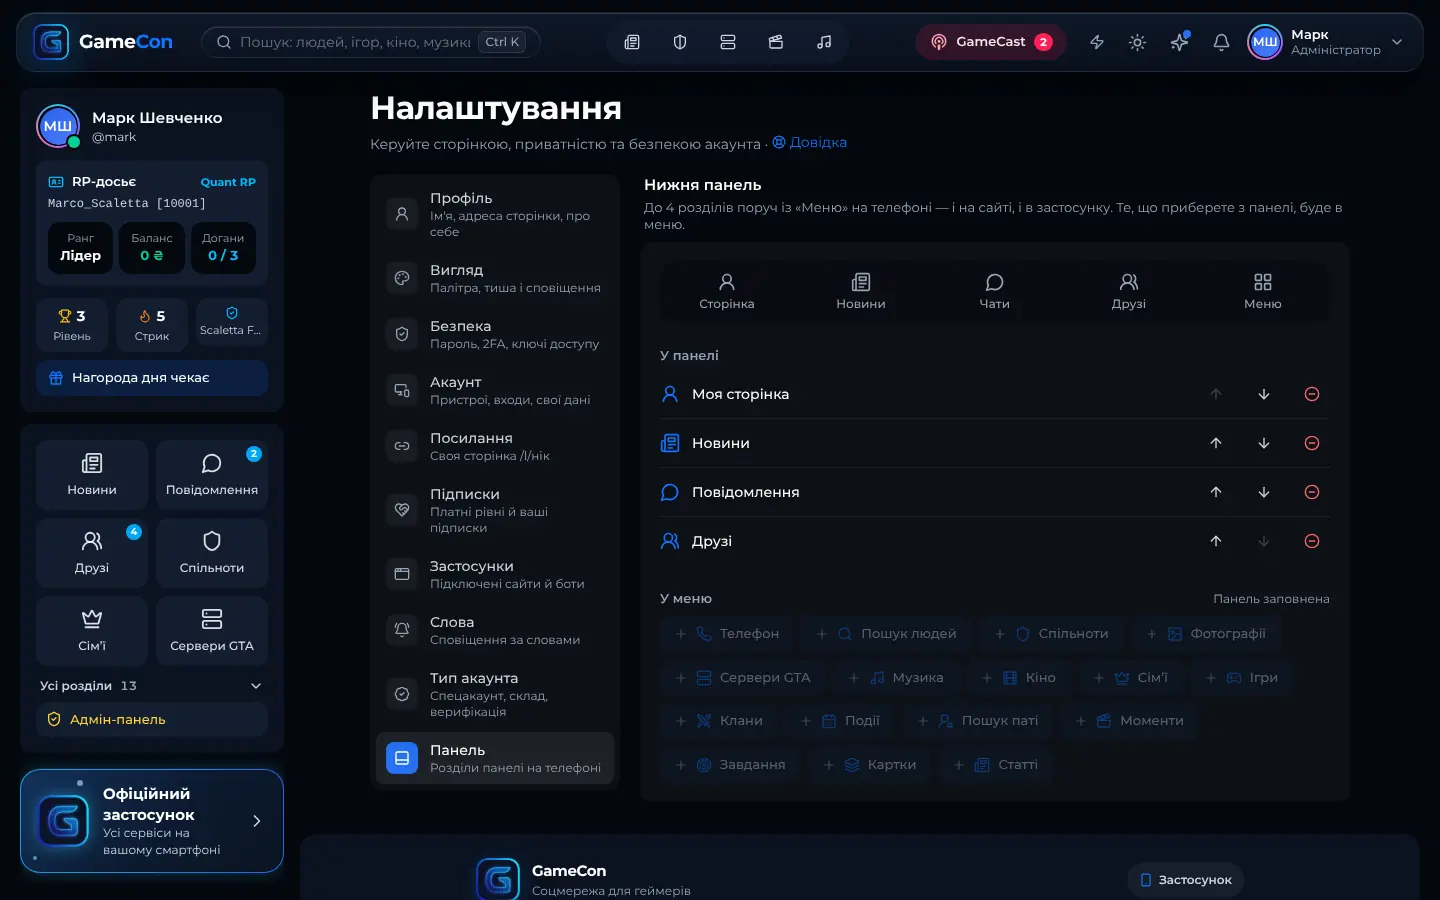 GameCon
Пошук: людей, ігор, кіно, музики
Ctrl K
GameCast 2
МШ
Марк
Адміністратор
МШ
Марк Шевченко
@mark
RP-досьє
Quant RP
Marco_Scaletta [10001]
Ранг
Лідер
Баланс
0 ₴
Догани
0 / 3
3
Рівень
5
Стрик
Scaletta F...
Нагорода дня чекає
Новини
2
Повідомлення
4
Друзі
Спільноти
Сім'ї
Сервери GTA
Усі розділи 13
Адмін-панель
Офіційний
застосунок
Усі сервіси на
вашому смартфоні
Налаштування
Керуйте сторінкою, приватністю та безпекою акаунта · Довідка
Профіль
Ім'я, адреса сторінки, про
себе
Вигляд
Палітра, тиша і сповіщення
Безпека
Пароль, 2FA, ключі доступу
Акаунт
Пристрої, входи, свої дані
Посилання
Своя сторінка /l/нік
Підписки
Платні рівні й ваші
підписки
Застосунки
Підключені сайти й боти
Слова
Сповіщення за словами
Тип акаунта
Спецакаунт, склад,
верифікація
Панель
Розділи панелі на телефоні
Нижня панель
До 4 розділів поруч із «Меню» на телефоні — і на сайті, і в застосунку. Те, що приберете з панелі, буде в
меню.
Сторінка
Новини
Чати
Друзі
Меню
У панелі
Моя сторінка
Новини
Повідомлення
Друзі
У меню
Панель заповнена
+ Телефон
+ Пошук людей
+ Спільноти
+ Фотографії
+ Сервери GTA
+ Музика
+ Кіно
+ Сім'ї
+ Ігри
+ Клани
+ Події
+ Пошук паті
+ Моменти
+ Завдання
+ Картки
+ Статті
GameCon
Соцмережа для геймерів
Застосунок